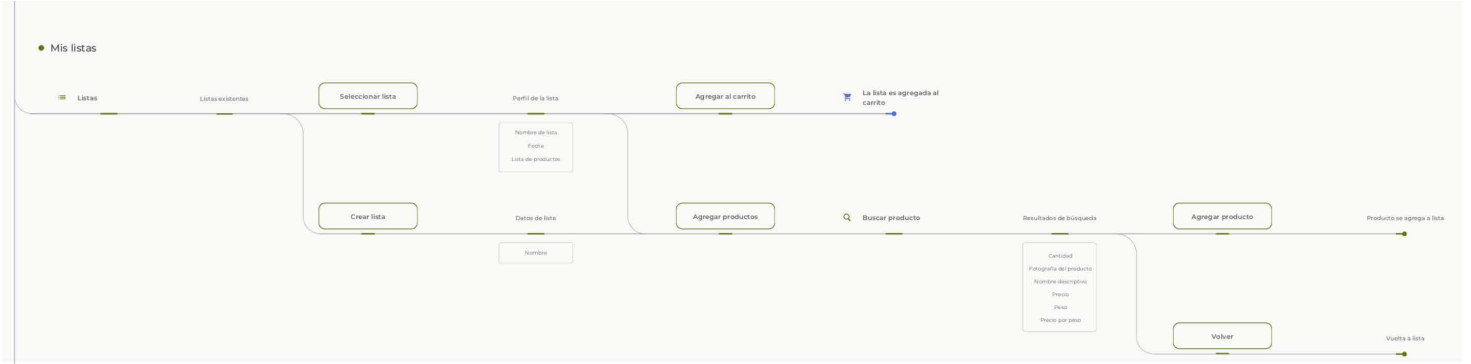 Mis listas
Listas
Listas existentes
Seleccionar lista
Perfil de la lista
Agregar al carrito
La lista es agregada al
carrito
Nombre de lista
Fecha
Lista de productos
Crear lista
Datos de lista
Agregar productos
Buscar producto
Resultados de búsqueda
Agregar producto
Producto se agrega a lista
Nombre
Cantidad
Fotografía del producto
Nombre descriptivo
Precio
Peso
Precio por peso
Volver
Vuelta a lista